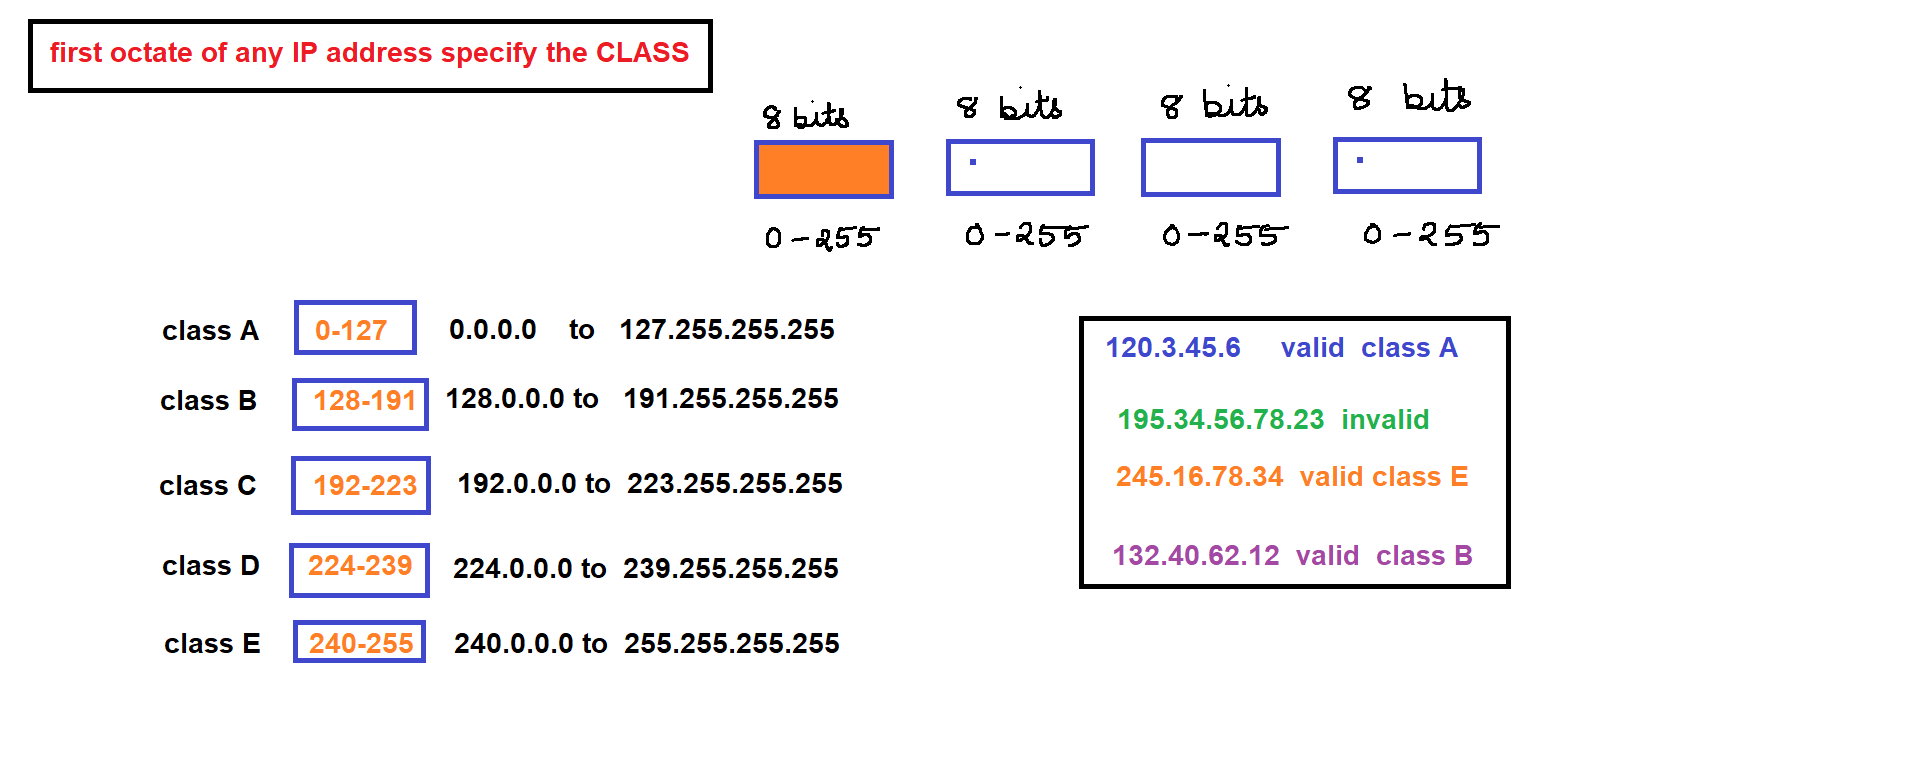 first octate of any IP address specify the CLASS
8 bits 8 bits 8 bits 8 bits
0-255 0-255 0-255 0-255
class A 0-127 0.0.0.0 to 127.255.255.255
class B 128-191 128.0.0.0 to 191.255.255.255
class C 192-223 192.0.0.0 to 223.255.255.255
class D 224-239 224.0.0.0 to 239.255.255.255
class E 240-255 240.0.0.0 to 255.255.255.255
120.3.45.6 valid class A
195.34.56.78.23 invalid
245.16.78.34 valid class E
132.40.62.12 valid class B